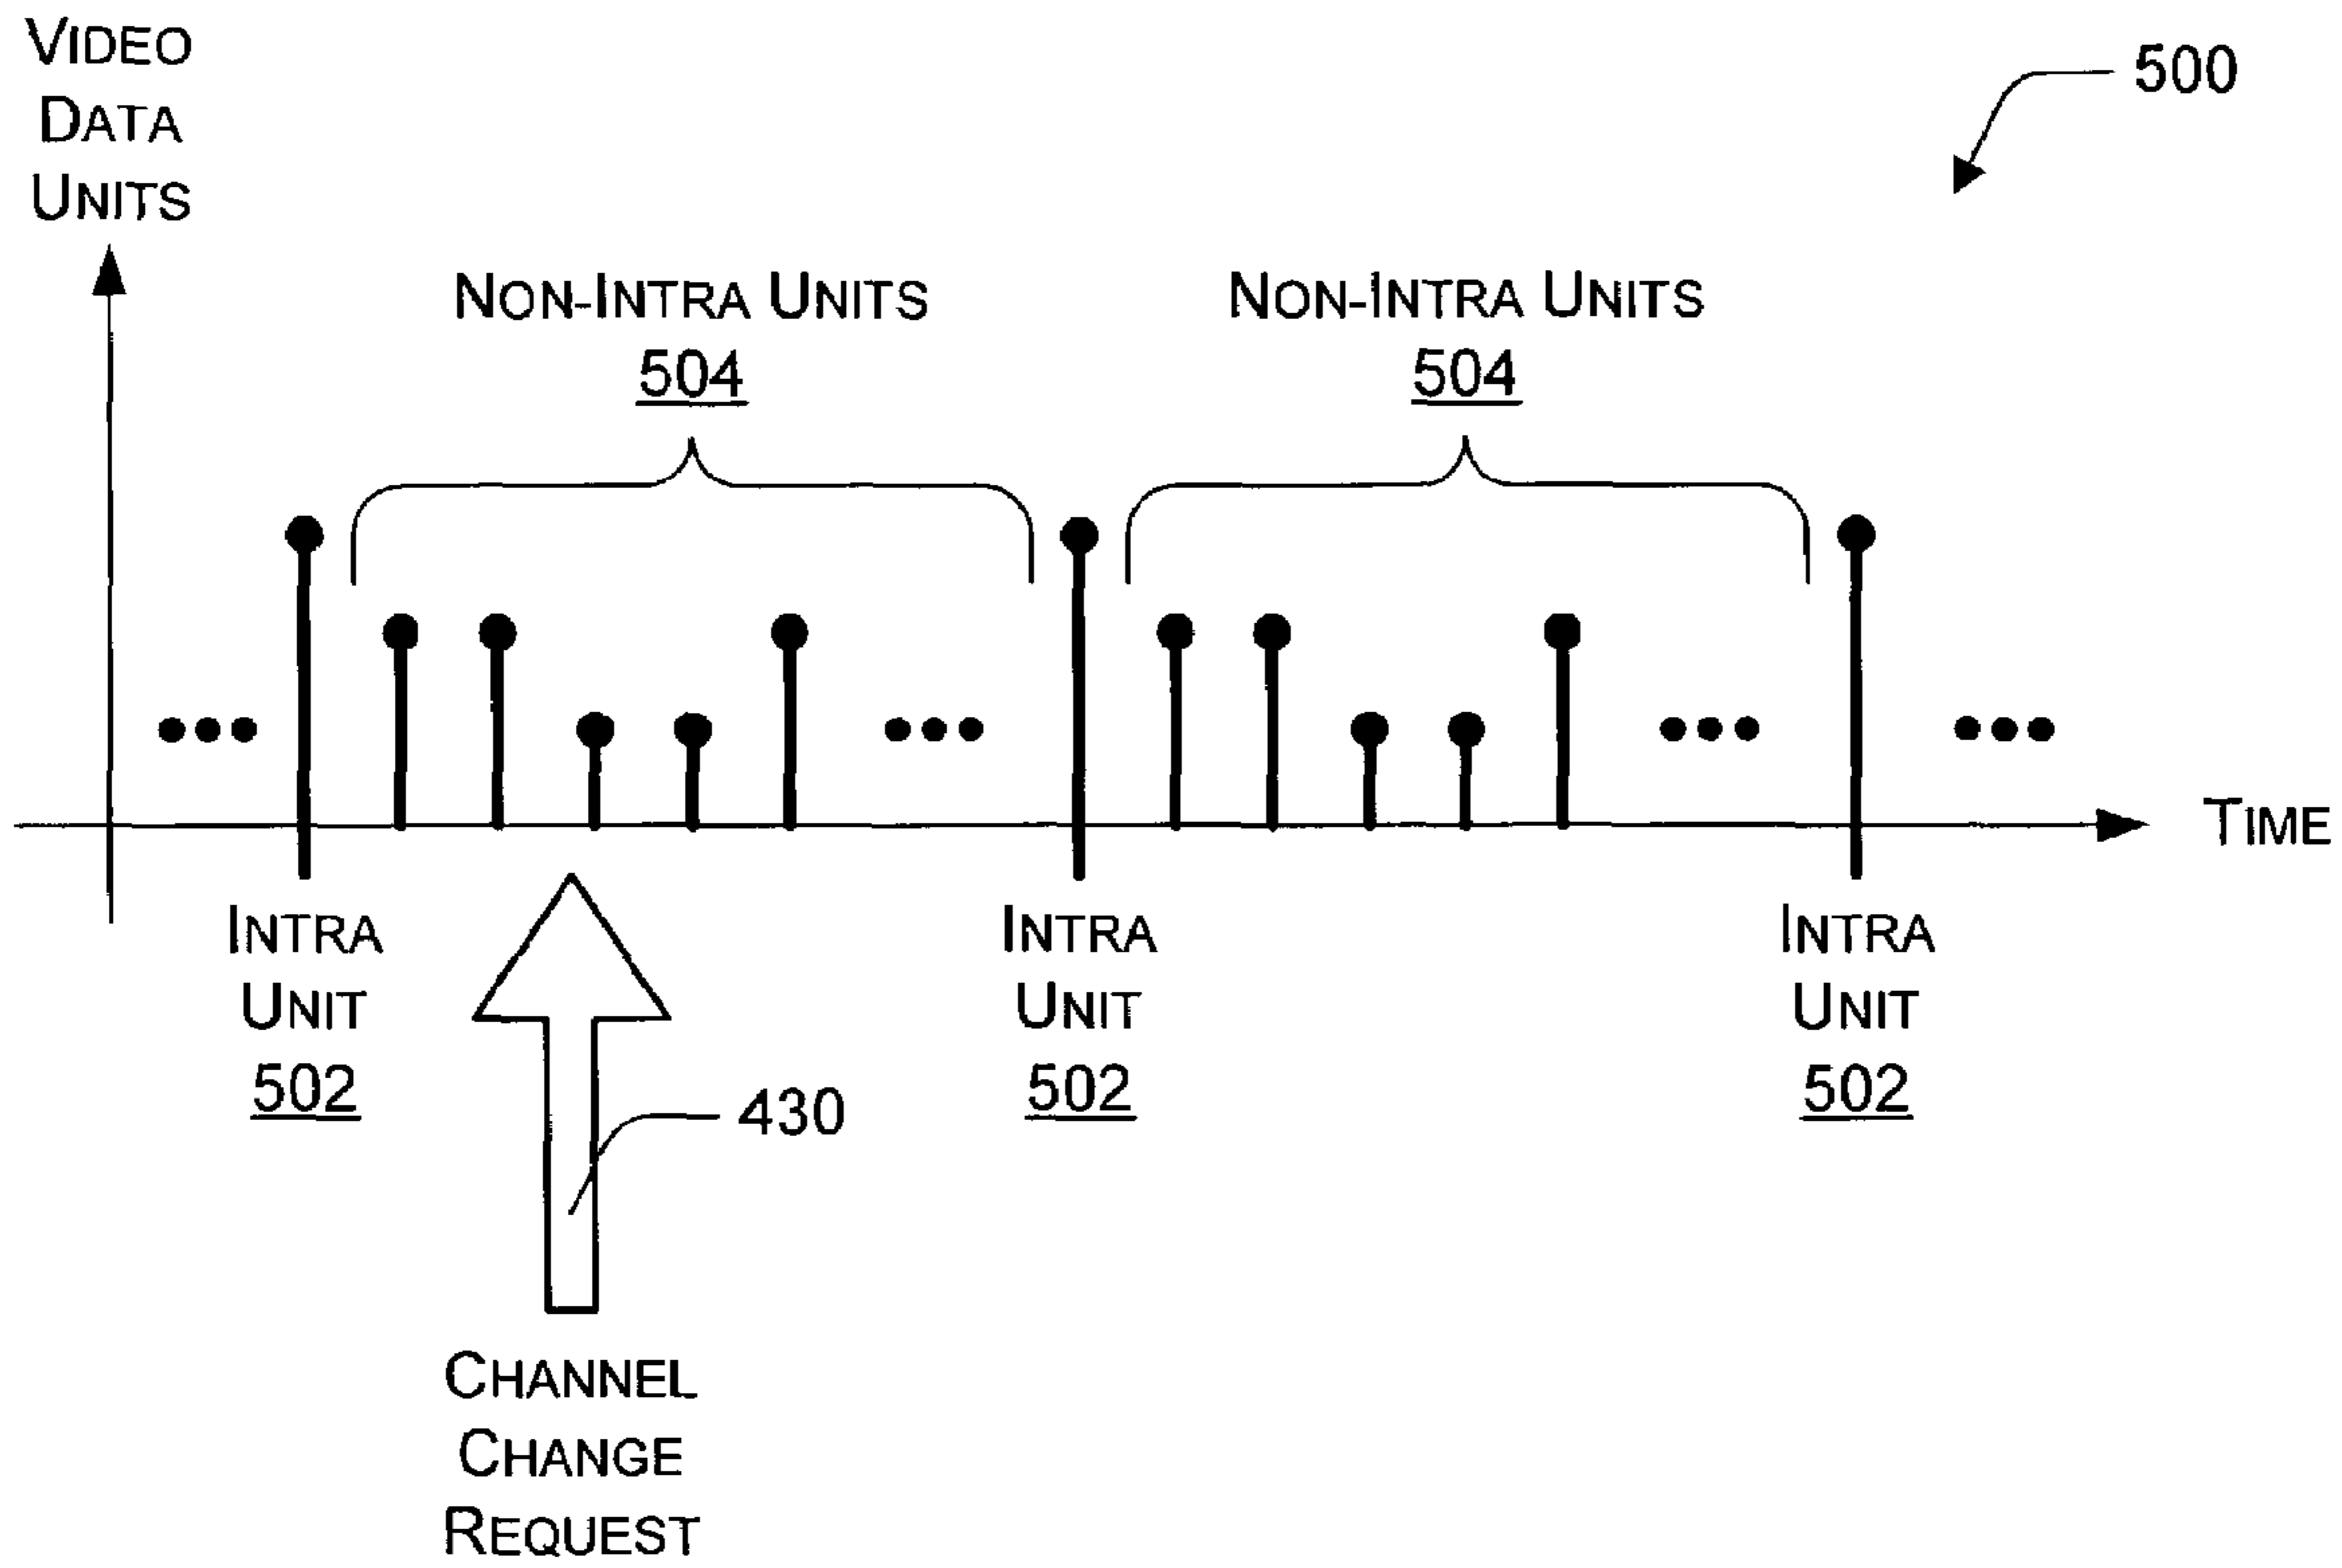 VIDEO
DATA
UNITS
500
NON-INTRA UNITS
504
NON-INTRA UNITS
504
TIME
INTRA
UNIT
502
INTRA
UNIT
502
INTRA
UNIT
502
430
CHANNEL
CHANGE
REQUEST